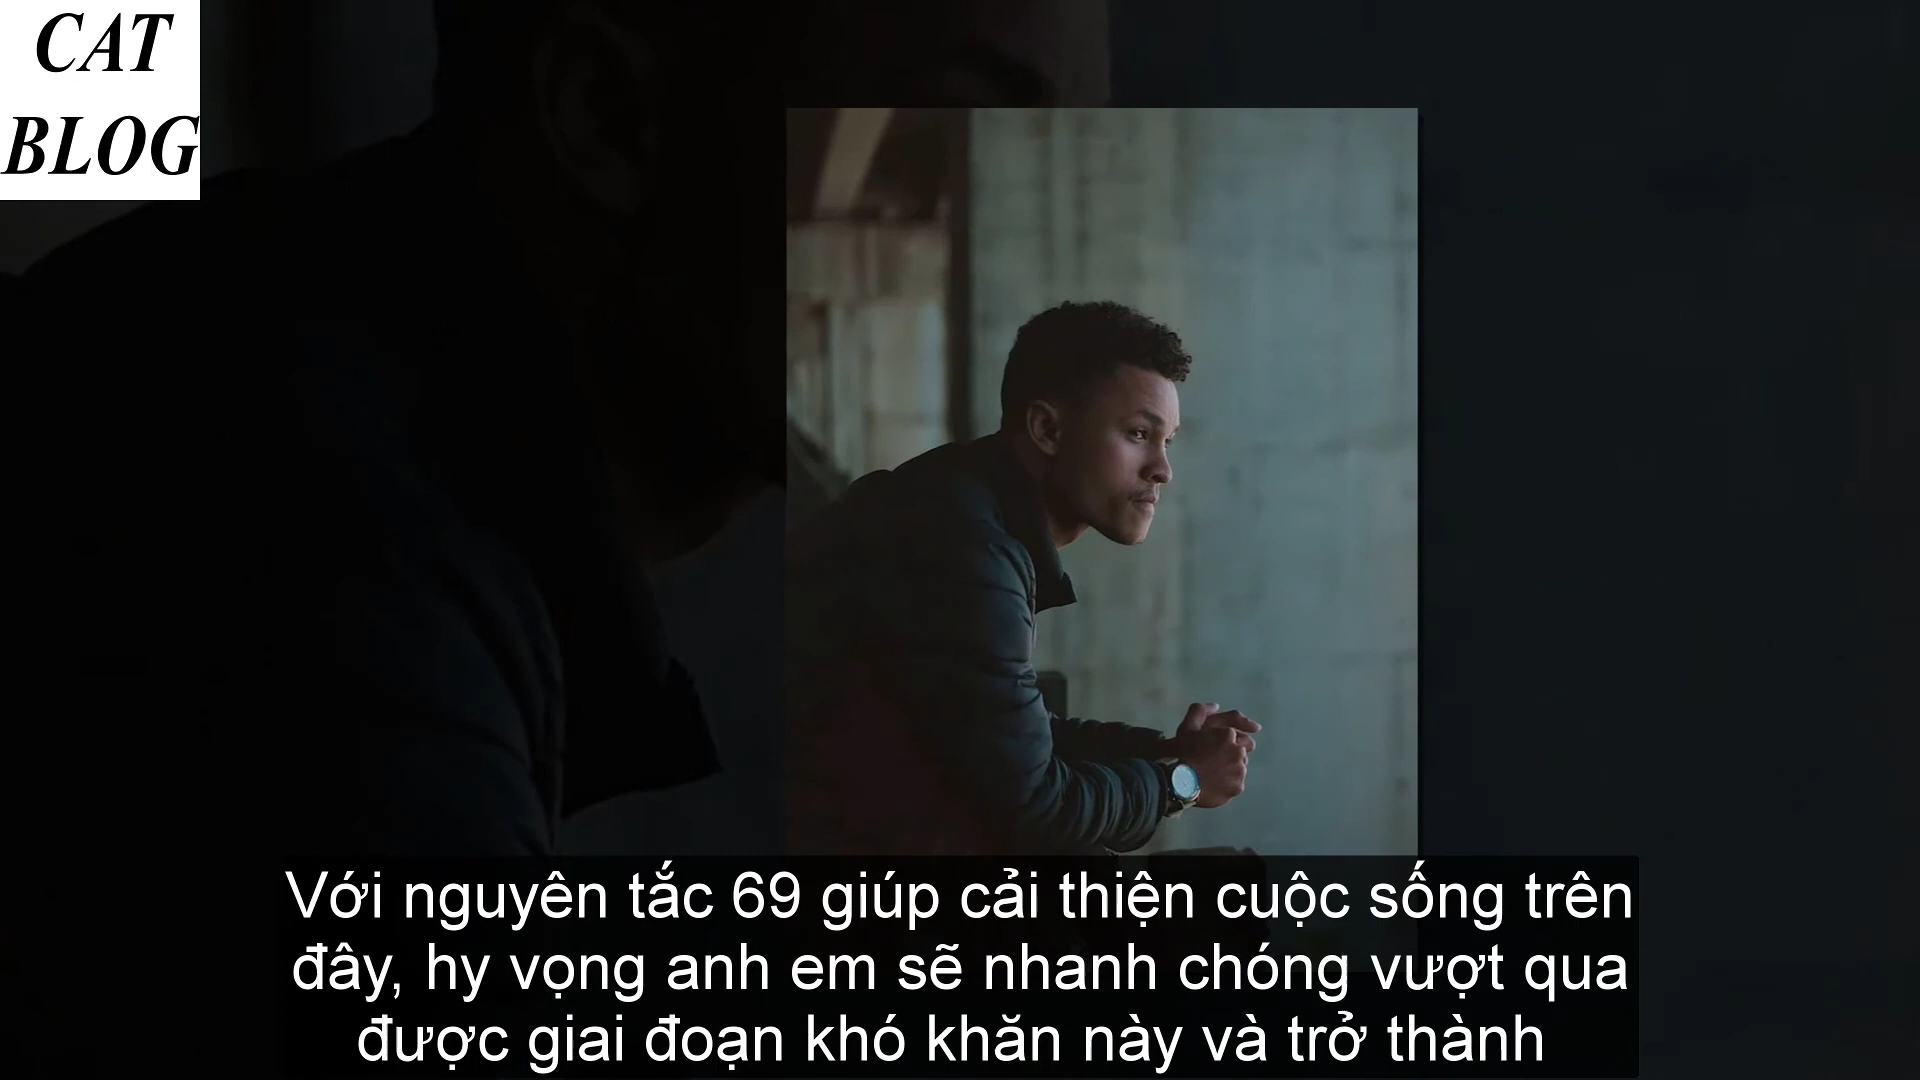 CAT
BLOG
Với nguyên tắc 69 giúp cải thiện cuộc sống trên
đây, hy vọng anh em sẽ nhanh chóng vượt qua
được giai đoạn khó khăn này và trở thành